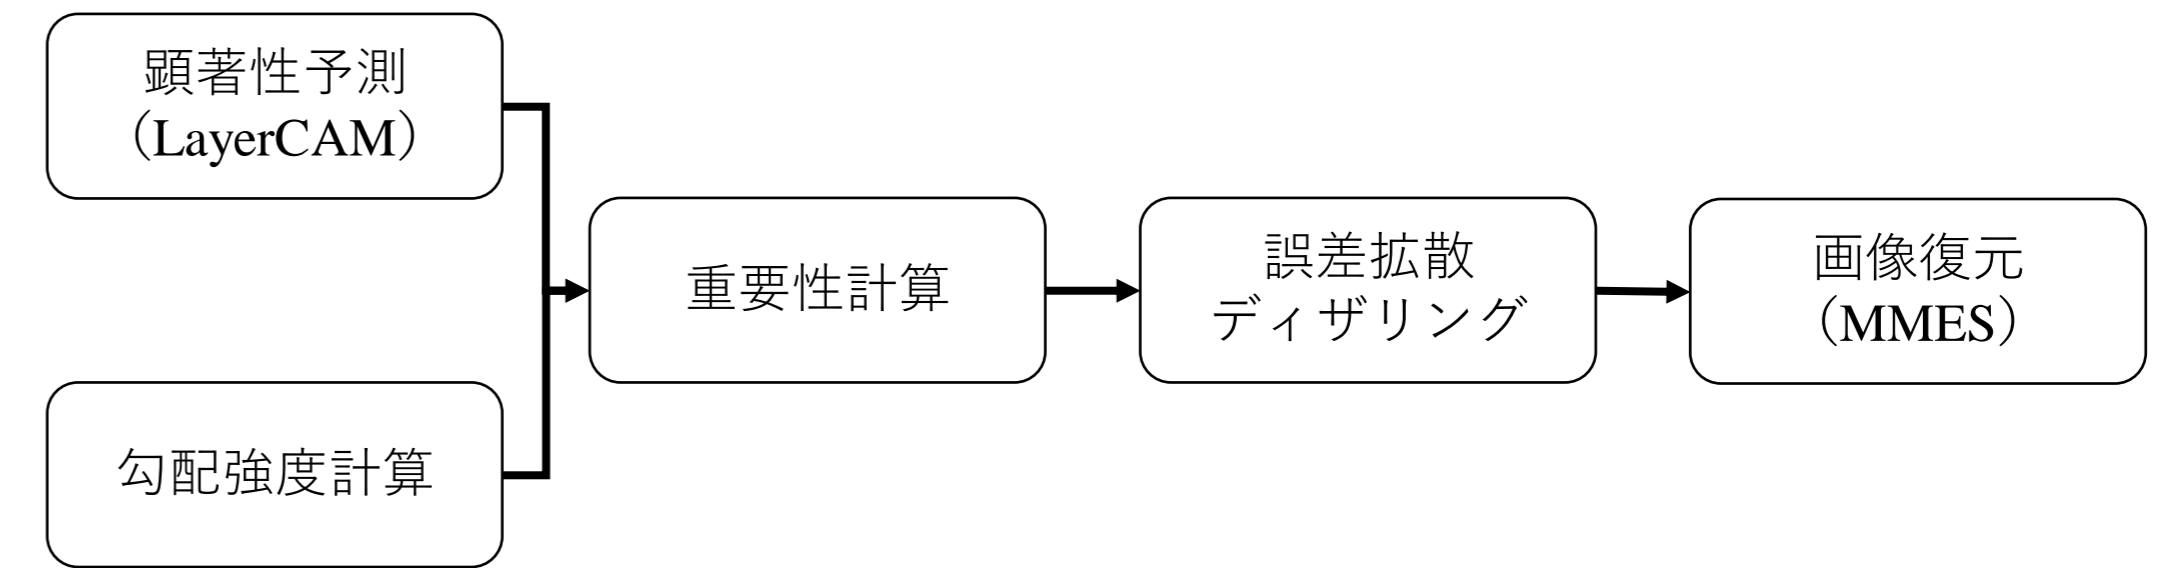 顕著性予測
（LayerCAM）
勾配強度計算
重要性計算
誤差拡散
ディザリング
画像復元
（MMES）